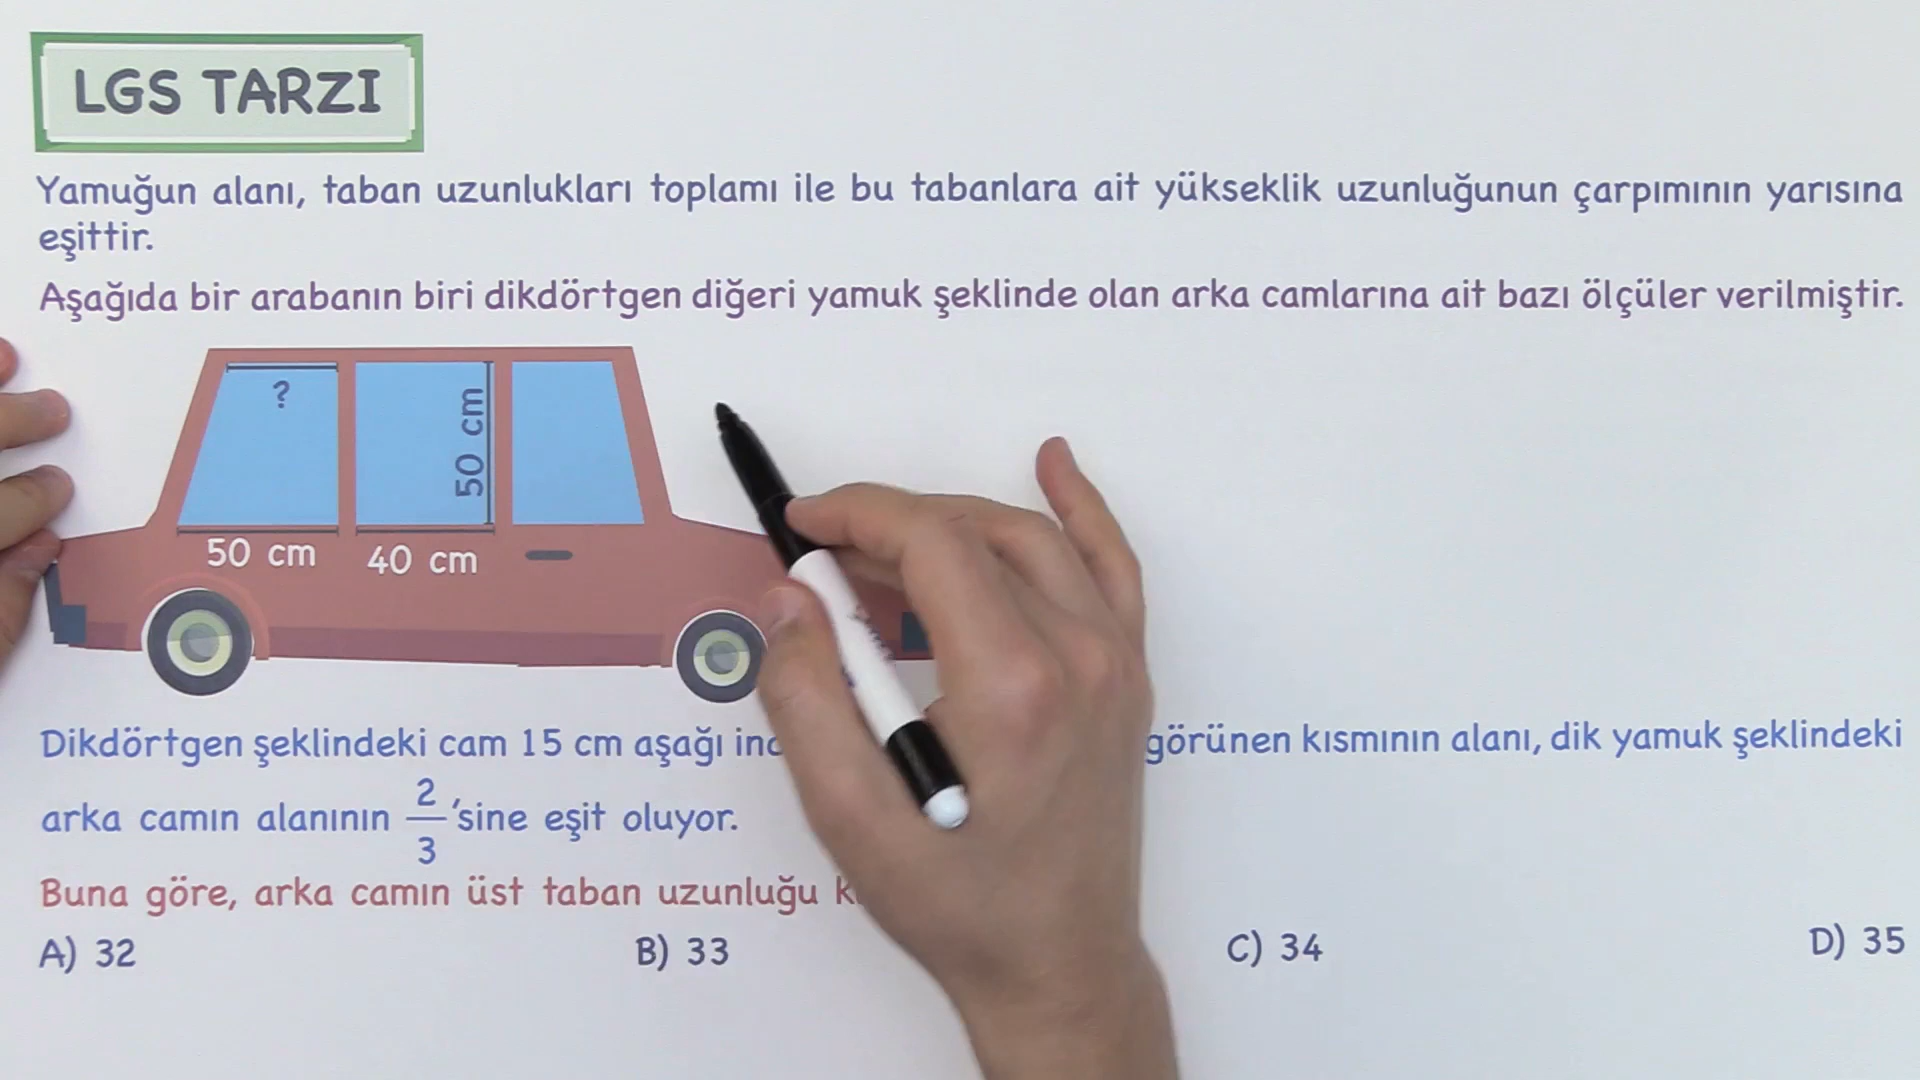 LGS TARZI
Yamuğun alanı, taban uzunlukları toplamı ile bu tabanlara ait yükseklik uzunluğunun çarpımının yarısına
eşittir.
Aşağıda bir arabanın biri dikdörtgen diğeri yamuk şeklinde olan arka camlarına ait bazı ölçüler verilmiştir.
?
50 cm
50 cm
40 cm
Dikdörtgen şeklindeki cam 15 cm aşağı görünen kısmının alanı, dik yamuk şeklindeki
arka camın alanının 2/3 'sine eşit oluyor.
Buna göre, arka camın üst taban uzunluğu
A) 32 B) 33 C) 34 D) 35